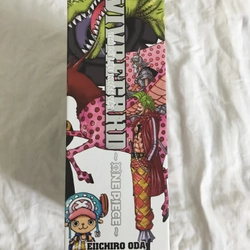 VIVRE CARD
~ONE PIECE~
EIICHIRO ODA